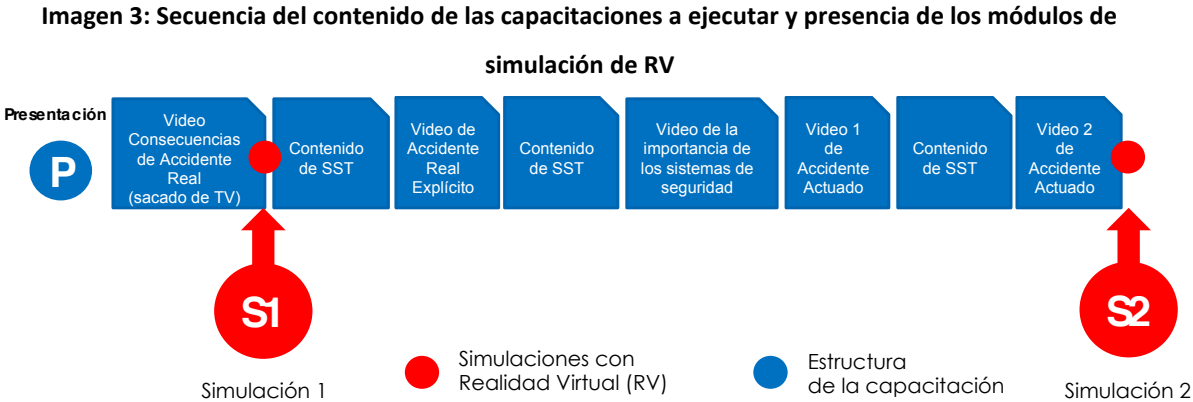 Imagen 3: Secuencia del contenido de las capacitaciones a ejecutar y presencia de los módulos de
simulación de RV
Presentación
P
Video
Consecuencias
de Accidente
Real
(sacado de TV)
Contenido
de SST
Video de
Accidente
Real
Explícito
Contenido
de SST
Video de la
importancia de
los sistemas de
seguridad
Video 1
de
Accidente
Actuado
Contenido
de SST
Video 2
de
Accidente
Actuado
S1
S2
Simulación 1
Simulaciones con
Realidad Virtual (RV)
Estructura
de la capacitación
Simulación 2